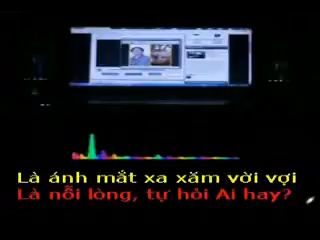 Là ánh mắt xa xăm vời vợi
Là nỗi lòng, tự hỏi Ai hay?